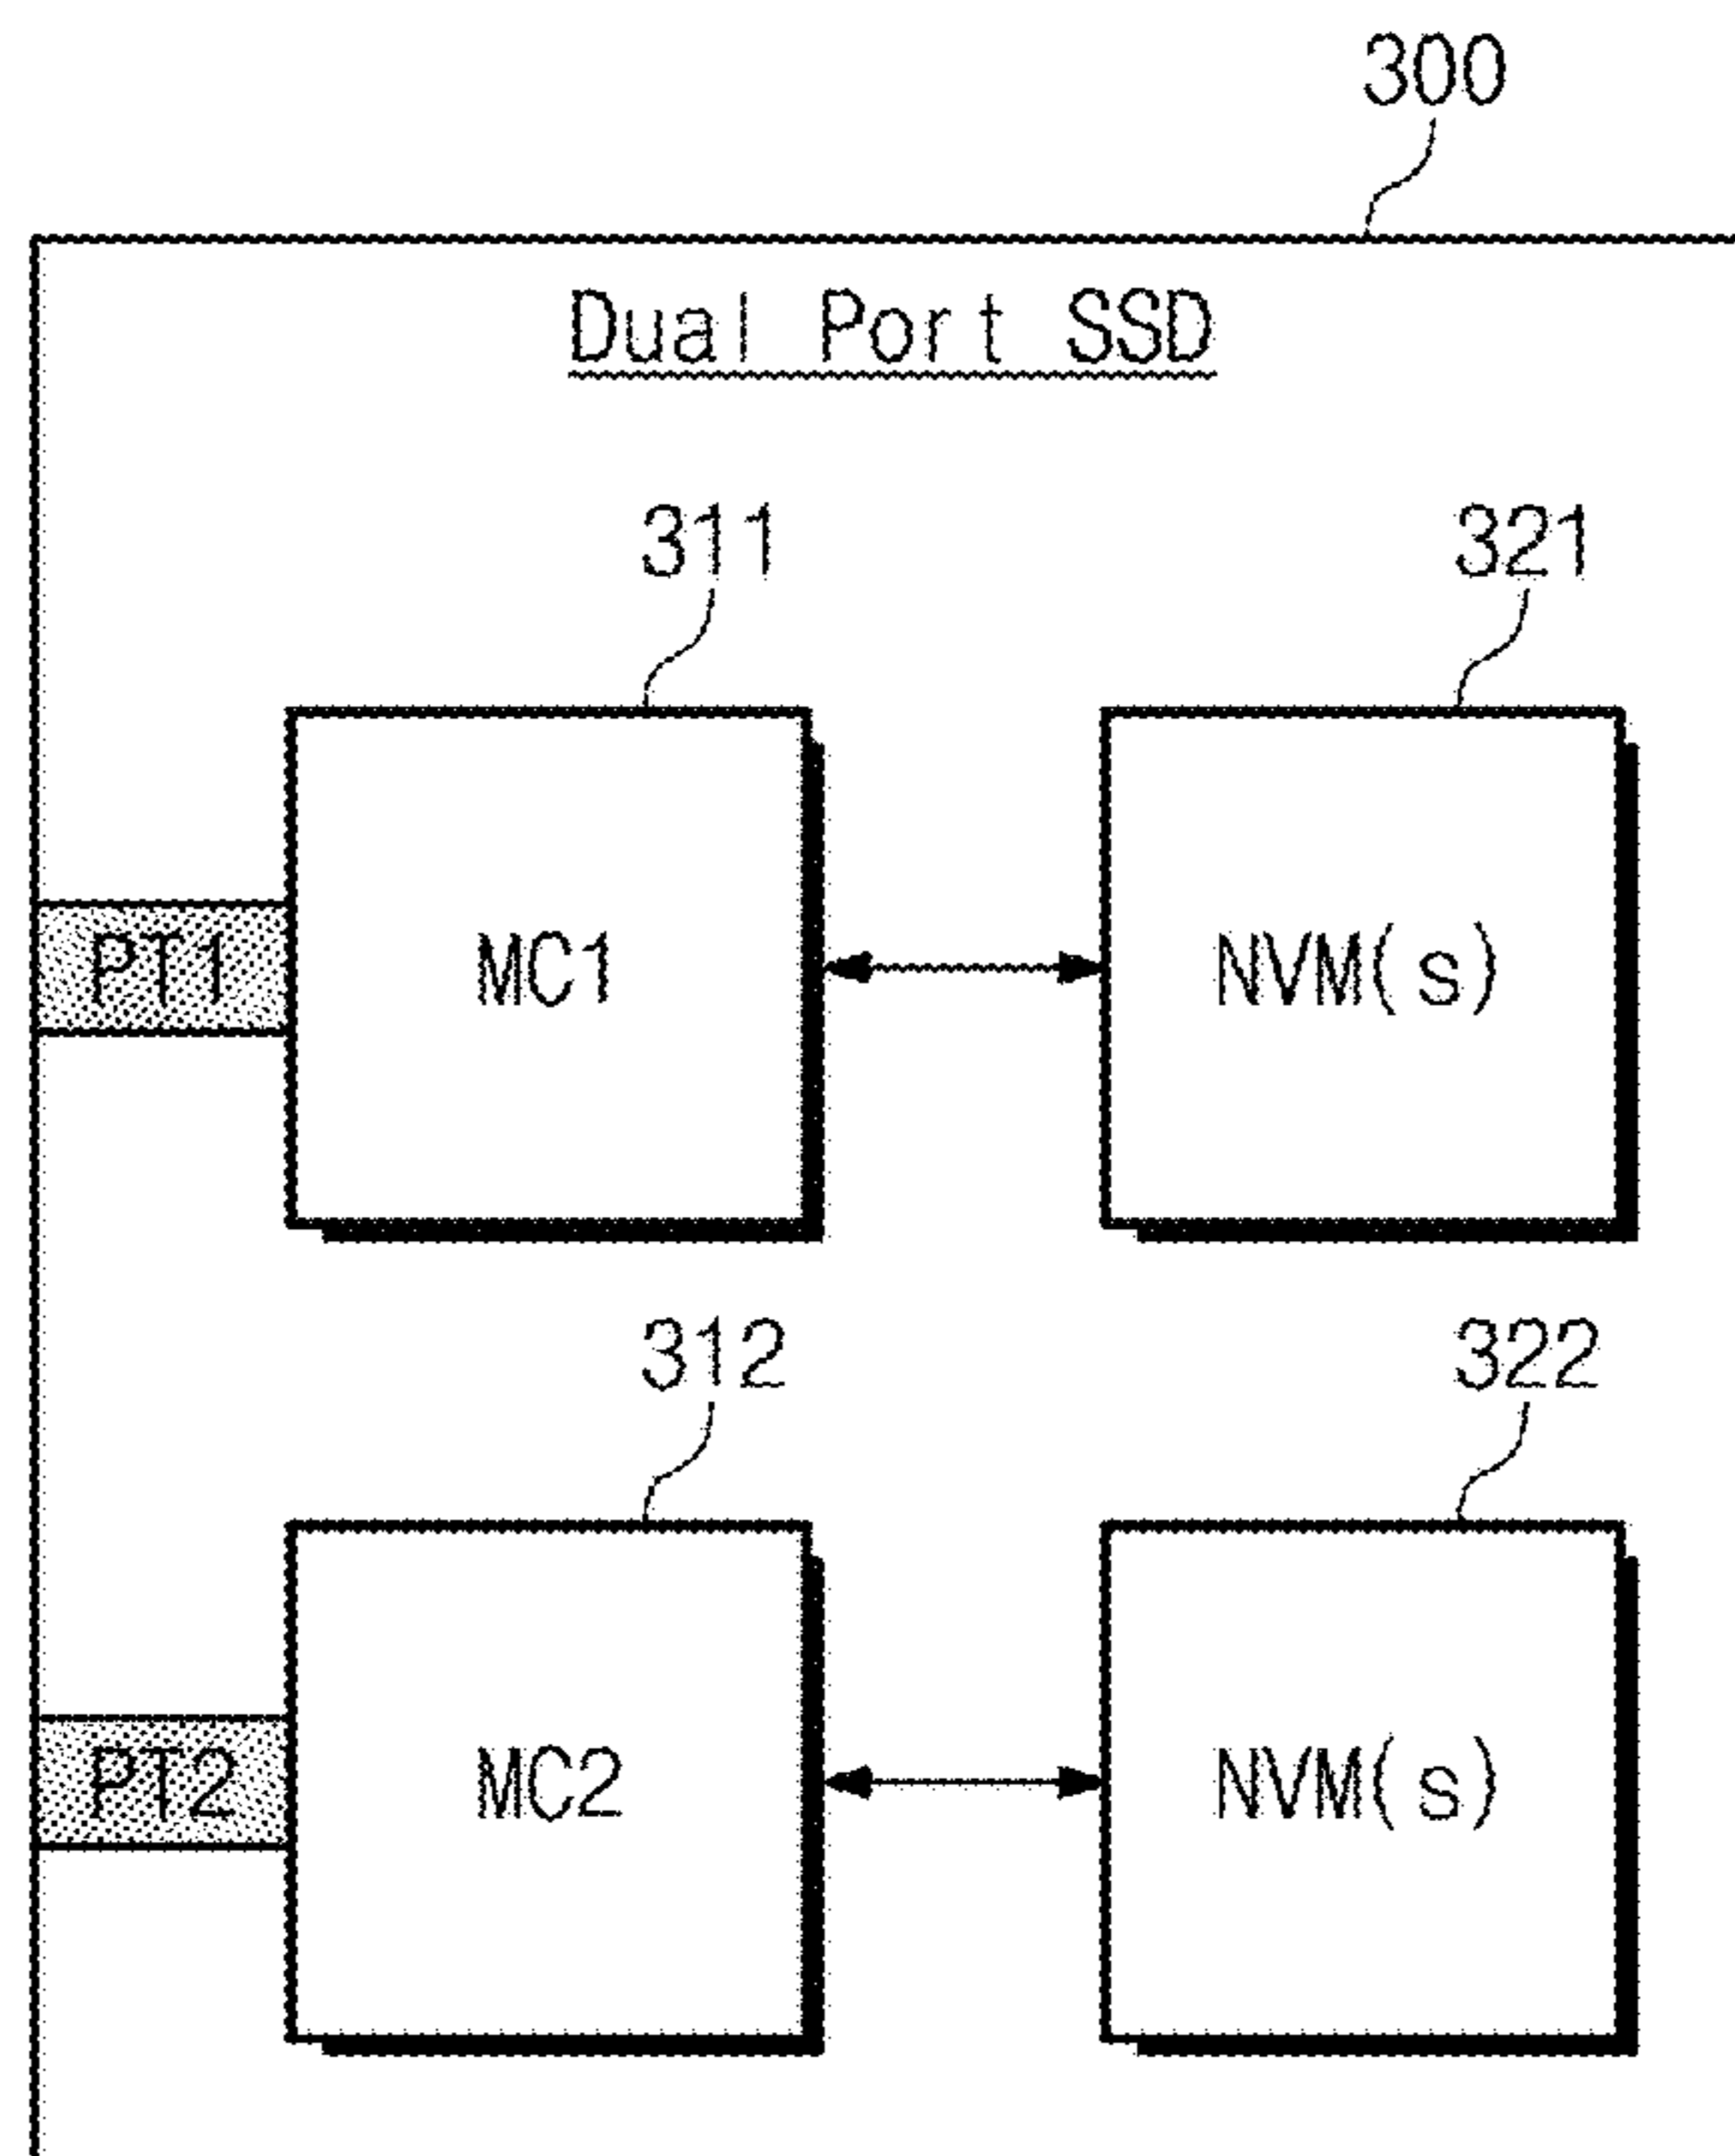 300
Dual Port SSD
311
321
PT1
MC1
NVM(s)
312
322
PT2
MC2
NVM(s)